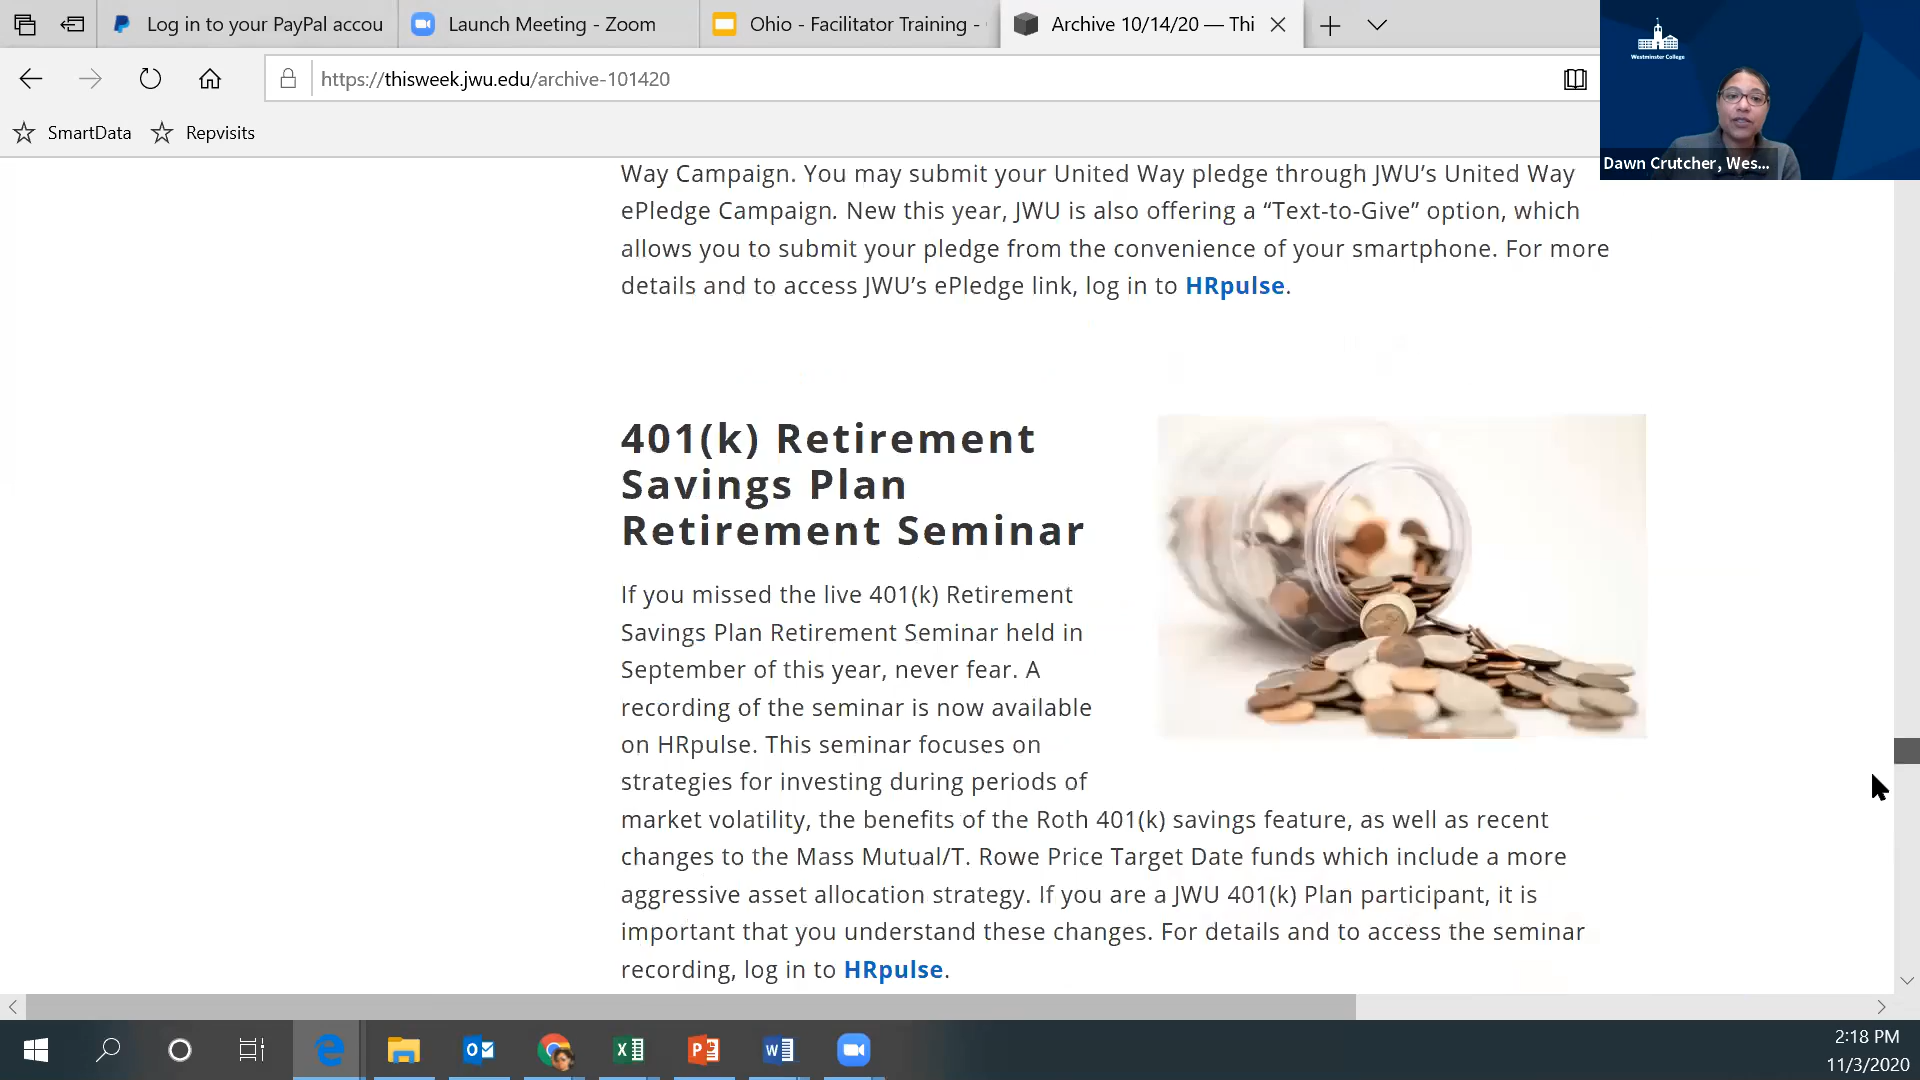 Log in to your PayPal accou
Launch Meeting - Zoom
Ohio - Facilitator Training -
Archive 10/14/20 — Thi
https://thisweek.jwu.edu/archive-101420
SmartData
Repvisits
Westminster College
Dawn Crutcher, Wes...
Way Campaign. You may submit your United Way pledge through JWU’s United Way
ePledge Campaign. New this year, JWU is also offering a “Text-to-Give” option, which
allows you to submit your pledge from the convenience of your smartphone. For more
details and to access JWU’s ePledge link, log in to HRpulse.
401(k) Retirement
Savings Plan
Retirement Seminar
If you missed the live 401(k) Retirement
Savings Plan Retirement Seminar held in
September of this year, never fear. A
recording of the seminar is now available
on HRpulse. This seminar focuses on
strategies for investing during periods of
market volatility, the benefits of the Roth 401(k) savings feature, as well as recent
changes to the Mass Mutual/T. Rowe Price Target Date funds which include a more
aggressive asset allocation strategy. If you are a JWU 401(k) Plan participant, it is
important that you understand these changes. For details and to access the seminar
recording, log in to HRpulse.
2:18 PM
11/3/2020